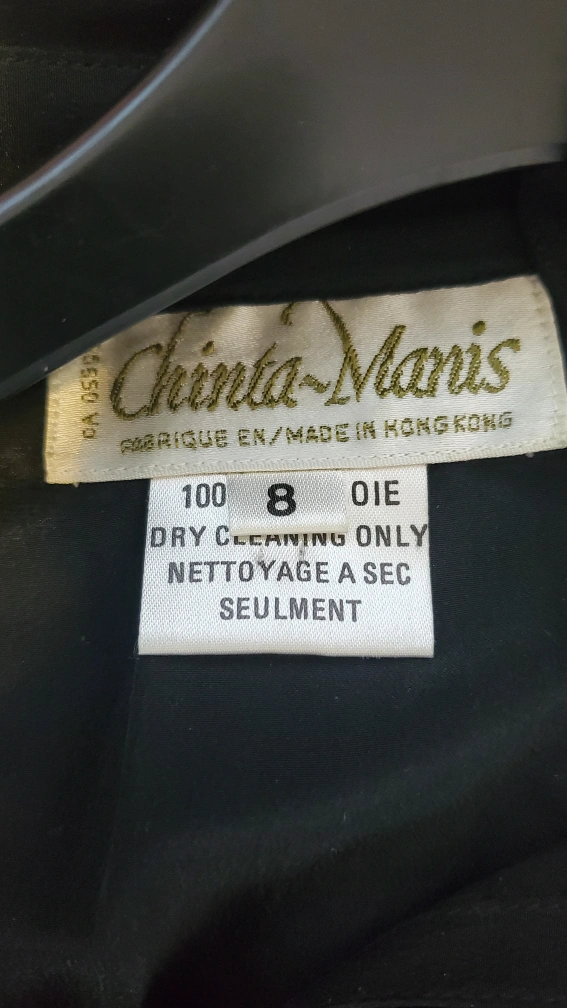 Chinta~Manis
FABRIQUE EN/MADE IN HONG KONG
100 8 OIE
DRY CLEANING ONLY
NETTOYAGE A SEC
SEULMENT